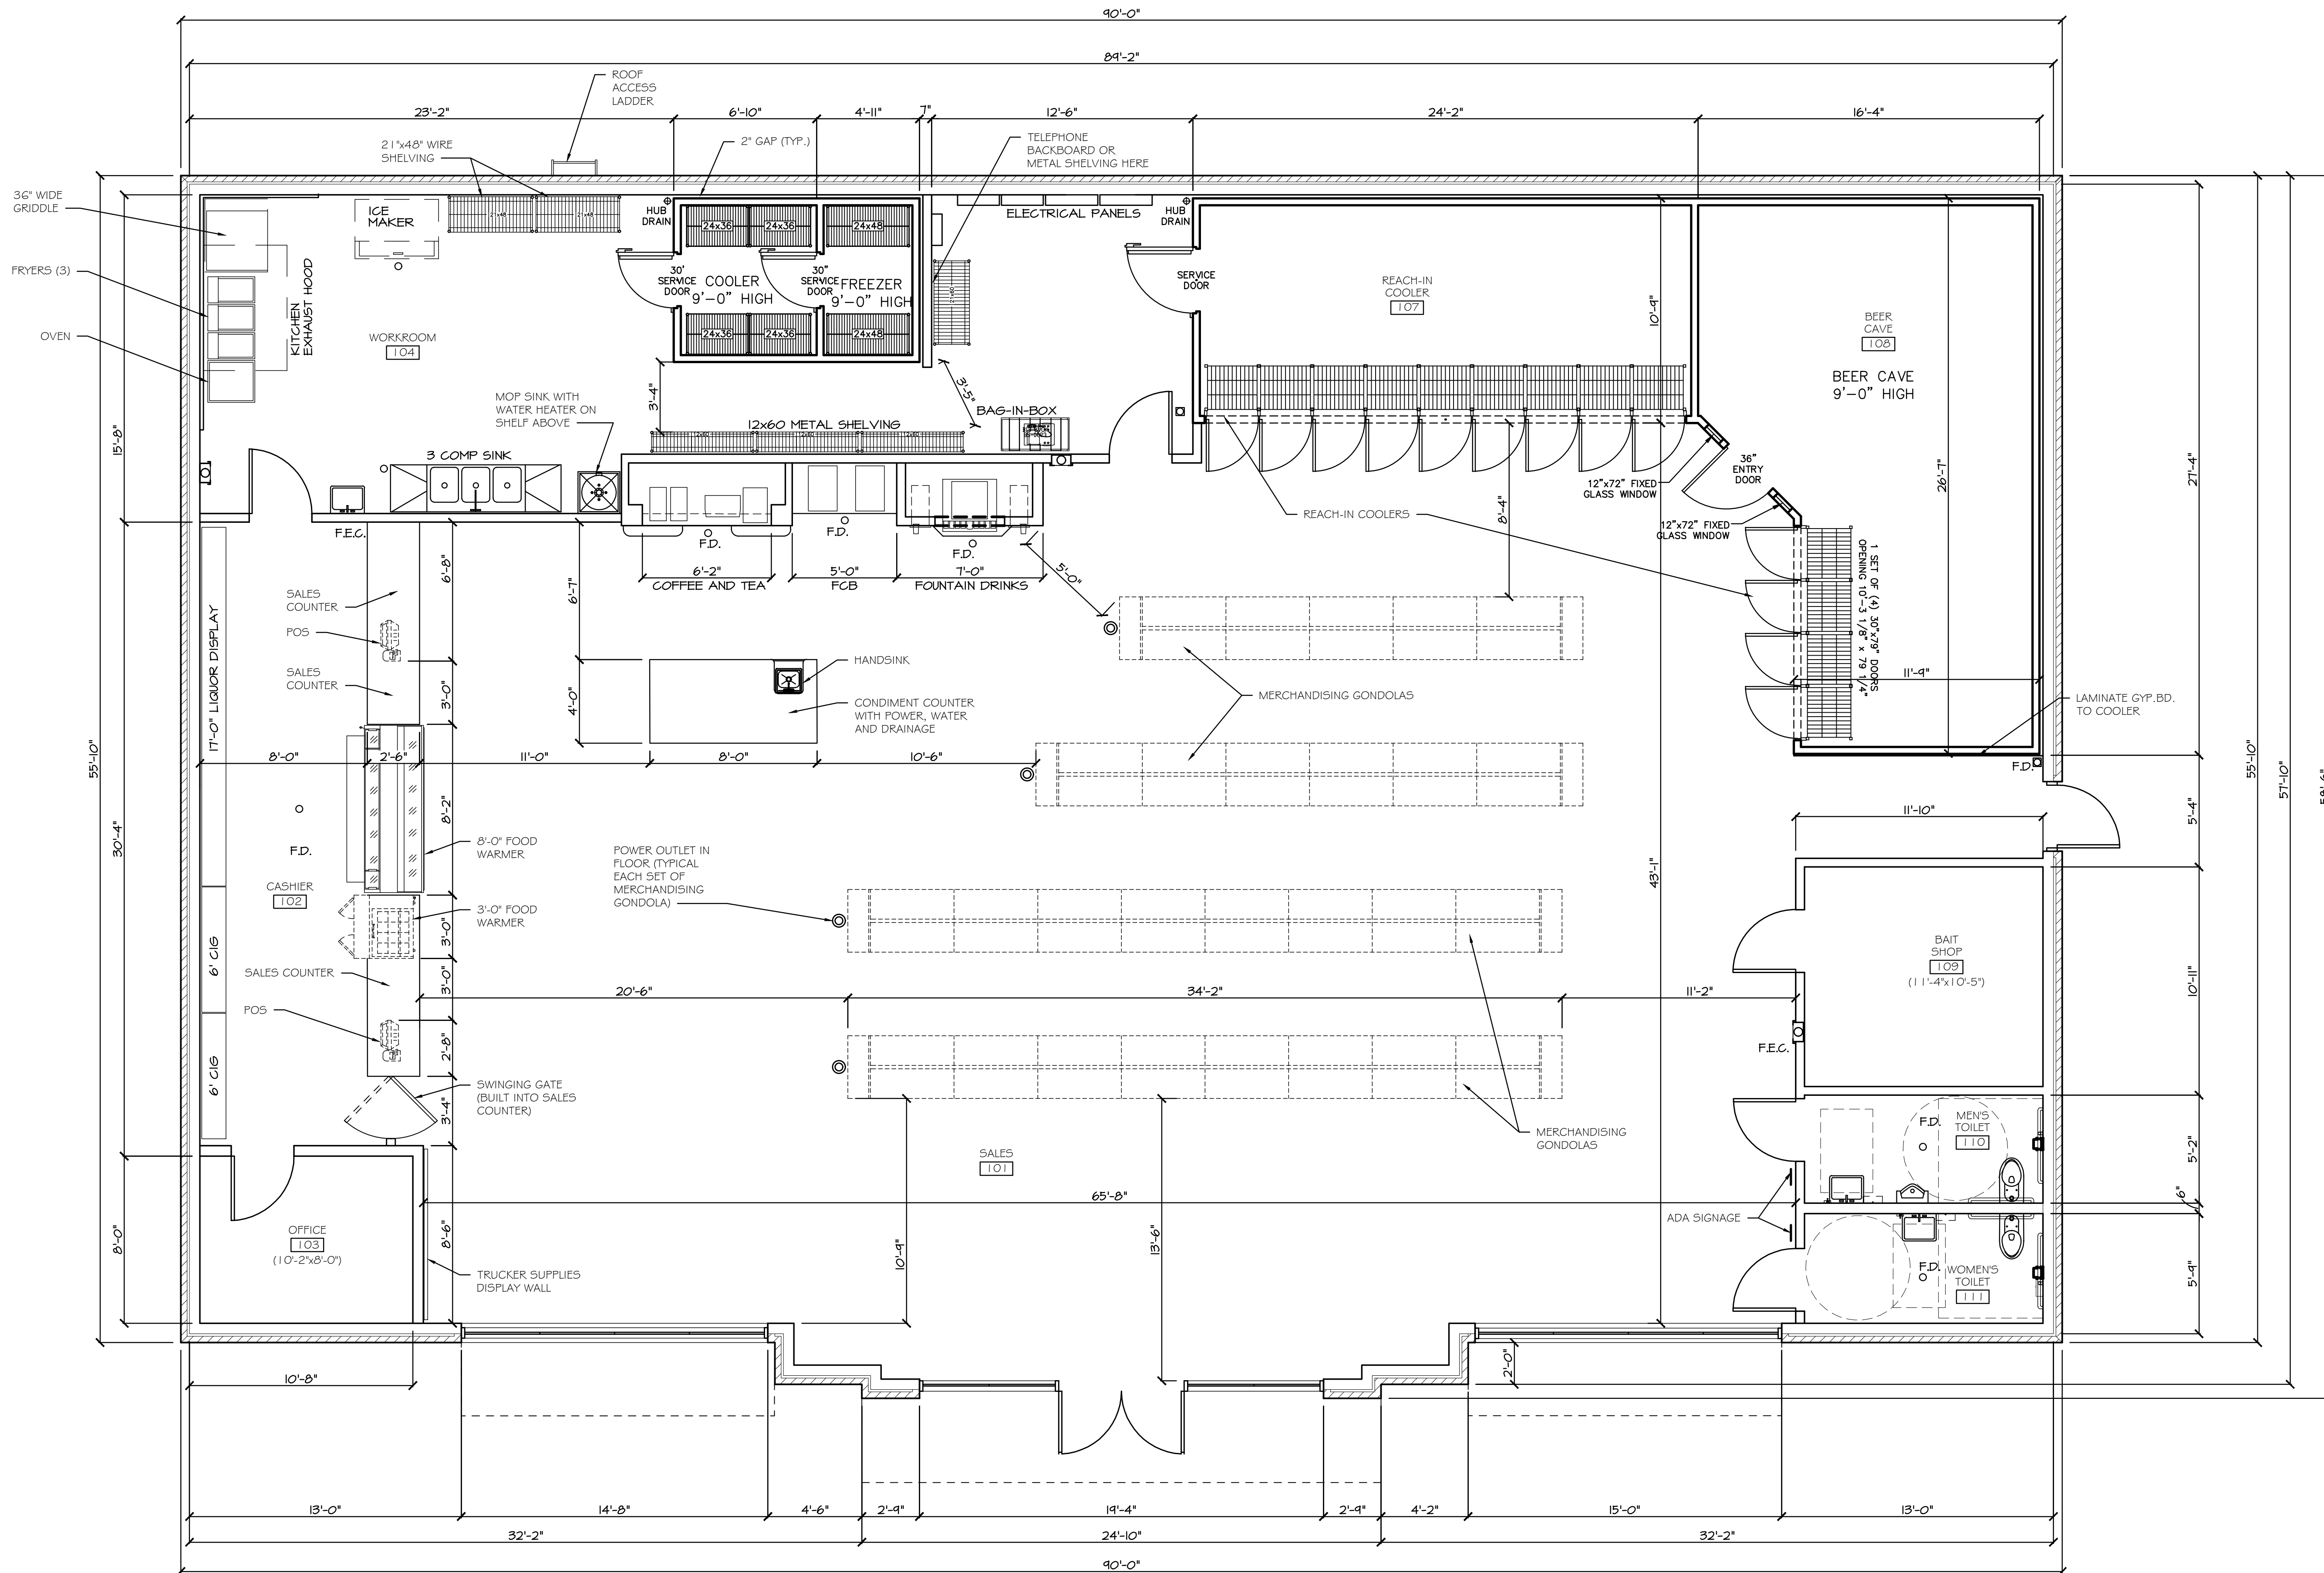 90'-0"
89'-2"
23'-2"
6'-10"
4'-11"
7"
12'-6"
24'-2"
16'-4"
ROOF
ACCESS
LADDER
21"x48" WIRE
SHELVING
2" GAP (TYP.)
TELEPHONE
BACKBOARD OR
METAL SHELVING HERE
36" WIDE
GRIDDLE
FRYERS (3)
OVEN
ICE
MAKER
21"x48
21"x48
HUB
DRAIN
24x36
24x36
24x48
ELECTRICAL PANELS
HUB
DRAIN
KITCHEN
EXHAUST HOOD
30'
SERVICE
DOOR
COOLER
9'-0" HIGH
30"
SERVICE
DOOR
FREEZER
9'-0" HIGH
24x36
24x36
24x48
21x60
SERVICE
DOOR
REACH-IN
COOLER
107
10'-9"
BEER
CAVE
108
BEER CAVE
9'-0" HIGH
WORKROOM
104
3'-4"
3'-5"
MOP SINK WITH
WATER HEATER ON
SHELF ABOVE
12x60 METAL SHELVING
12x60
12x60
12x60
BAG-IN-BOX
15'-8"
3 COMP SINK
36"
ENTRY
DOOR
12"x72" FIXED
GLASS WINDOW
12"x72" FIXED
GLASS WINDOW
26'-7"
27'-4"
8'-4"
REACH-IN COOLERS
F.E.C.
F.D.
F.D.
F.D.
6'-2"
COFFEE AND TEA
5'-0"
FCB
7'-0"
FOUNTAIN DRINKS
5'-0"
6'-8"
6'-7"
1 SET OF (4) 30"x79" DOORS
OPENING 10'-3 1/8" x 79 1/4"
17'-0" LIQUOR DISPLAY
SALES
COUNTER
POS
SALES
COUNTER
3'-0"
4'-0"
HANDSINK
CONDIMENT COUNTER
WITH POWER, WATER
AND DRAINAGE
MERCHANDISING GONDOLAS
11'-9"
LAMINATE GYP.BD.
TO COOLER
55'-10"
8'-0"
2'-6"
11'-0"
8'-0"
10'-6"
F.D.
55'-10"
57'-10"
8'-2"
11'-10"
5'-4"
30'-4"
F.D.
8'-0" FOOD
WARMER
POWER OUTLET IN
FLOOR (TYPICAL
EACH SET OF
MERCHANDISING
GONDOLA)
43'-1"
CASHIER
102
3'-0" FOOD
WARMER
3'-0"
6' CIG
BAIT
SHOP
109
(11'-4"x10'-5")
10'-11"
SALES COUNTER
3'-0"
POS
20'-6"
34'-2"
11'-2"
2'-8"
F.E.C.
6' CIG
SWINGING GATE
(BUILT INTO SALES
COUNTER)
3'-4"
MERCHANDISING
GONDOLAS
SALES
101
F.D.
MEN'S
TOILET
110
5'-2"
65'-8"
6"
OFFICE
103
(10'-2"x8'-0")
8'-0"
8'-6"
10'-9"
13'-6"
ADA SIGNAGE
F.D.
WOMEN'S
TOILET
111
5'-9"
TRUCKER SUPPLIES
DISPLAY WALL
10'-8"
2'-0"
13'-0"
14'-8"
4'-6"
2'-9"
19'-4"
2'-9"
4'-2"
15'-0"
13'-0"
32'-2"
24'-10"
32'-2"
90'-0"